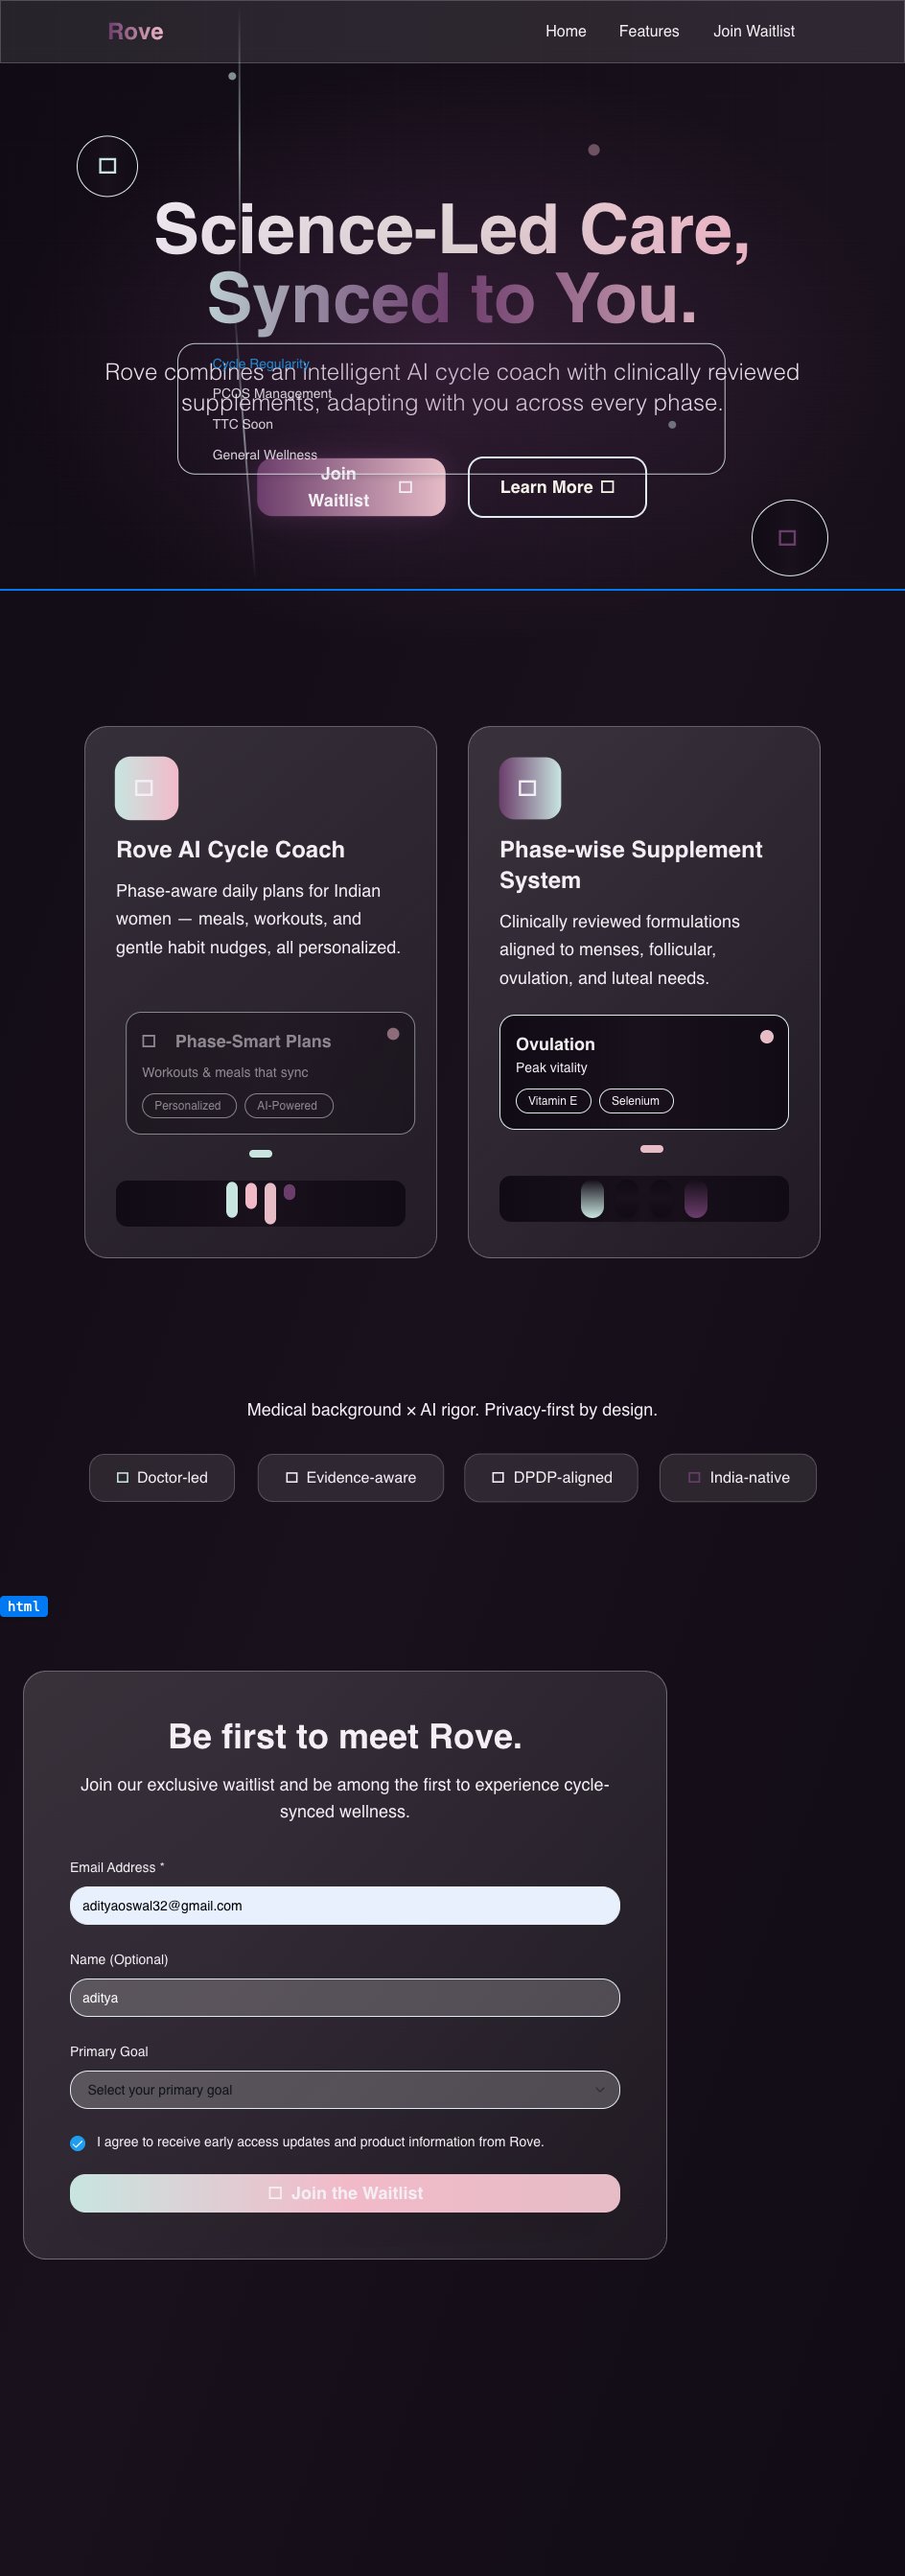 Rove
Home
Features
Join Waitlist
Science-Led Care,
Synced to You.
Rove combines an intelligent AI cycle coach with clinically reviewed
supplements, adapting with you across every phase.
Cycle Regularity
PCOS Management
TTC Soon
General Wellness
Join
Waitlist
Learn More
Rove AI Cycle Coach
Phase-aware daily plans for Indian
women — meals, workouts, and
gentle habit nudges, all personalized.
Phase-Smart Plans
Workouts & meals that sync
Personalized
AI-Powered
Phase-wise Supplement
System
Clinically reviewed formulations
aligned to menses, follicular,
ovulation, and luteal needs.
Ovulation
Peak vitality
Vitamin E
Selenium
Medical background × AI rigor. Privacy-first by design.
Doctor-led
Evidence-aware
DPDP-aligned
India-native
html
Be first to meet Rove.
Join our exclusive waitlist and be among the first to experience cycle-
synced wellness.
Email Address *
adityaoswal32@gmail.com
Name (Optional)
aditya
Primary Goal
Select your primary goal
I agree to receive early access updates and product information from Rove.
Join the Waitlist